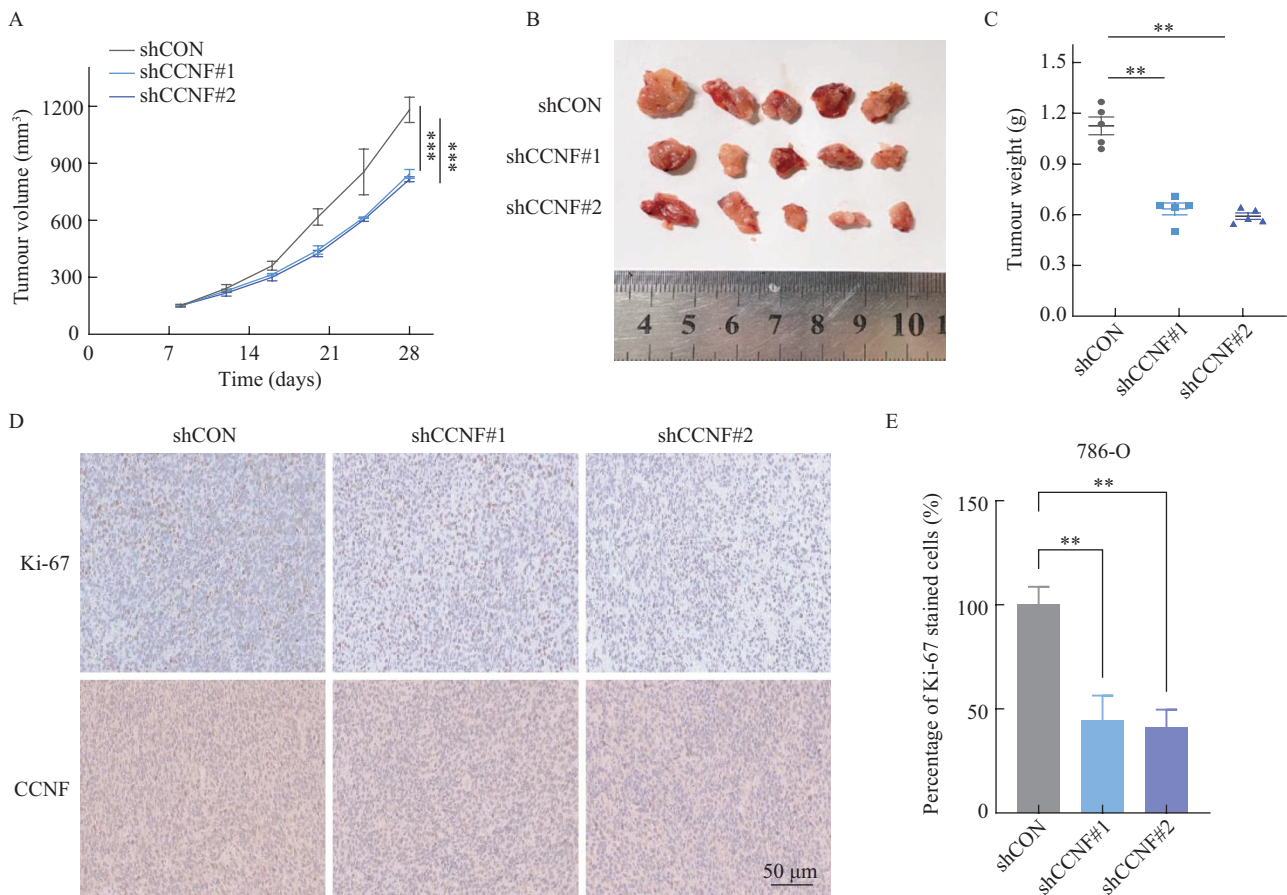 A
shCON
shCCNF#1
shCCNF#2
Tumour volume (mm³)
1200
900
600
300
0
0 7 14 21 28
Time (days)
***
***
B
shCON
shCCNF#1
shCCNF#2
4 5 6 7 8 9 10 1
C
**
**
Tumour weight (g)
1.5
1.2
0.9
0.6
0.3
0.0
shCON
shCCNF#1
shCCNF#2
D
shCON shCCNF#1 shCCNF#2
Ki-67
CCNF
50 μm
E
786-O
Percentage of Ki-67 stained cells (%)
150
100
50
0
**
**
shCON
shCCNF#1
shCCNF#2